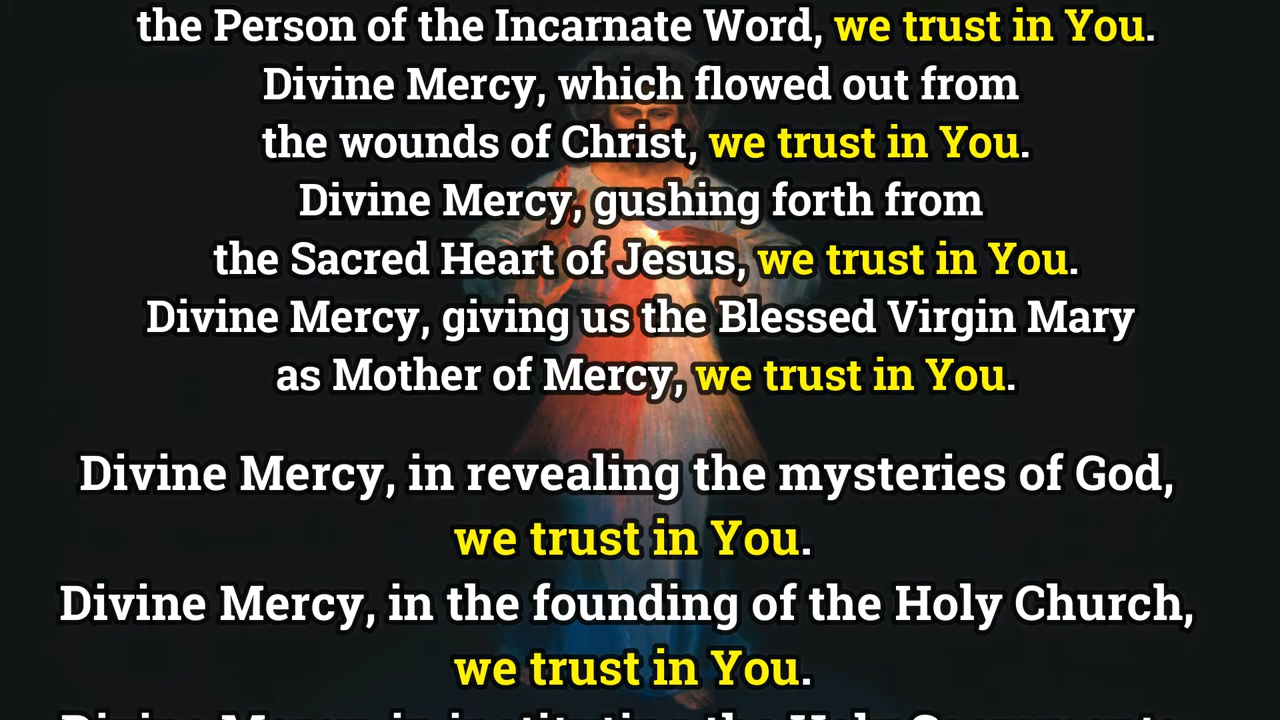 the Person of the Incarnate Word, we trust in You.
Divine Mercy, which flowed out from
the wounds of Christ, we trust in You.
Divine Mercy, gushing forth from
the Sacred Heart of Jesus, we trust in You.
Divine Mercy, giving us the Blessed Virgin Mary
as Mother of Mercy, we trust in You.
Divine Mercy, in revealing the mysteries of God,
we trust in You.
Divine Mercy, in the founding of the Holy Church,
we trust in You.